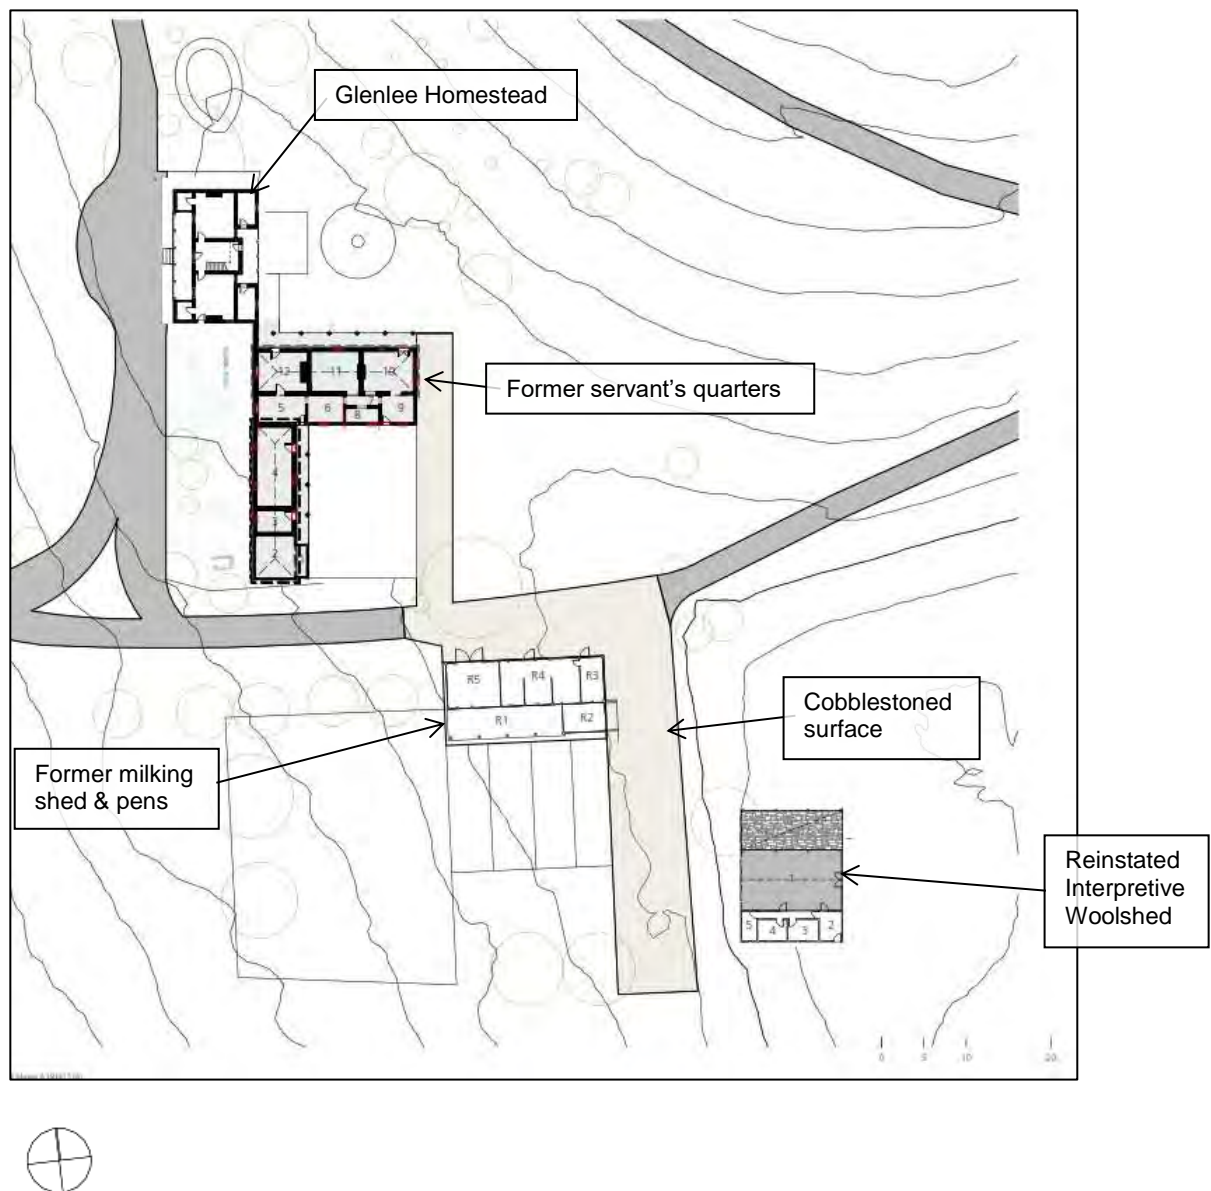 Glenlee Homestead
12
11
10
Former servant's quarters
5
6
7
8
9
4
3
2
R5
R4
R3
R1
R2
Cobblestoned
surface
Former milking
shed & pens
1
Reinstated
Interpretive
Woolshed
5
4
3
2
0 5 10 20